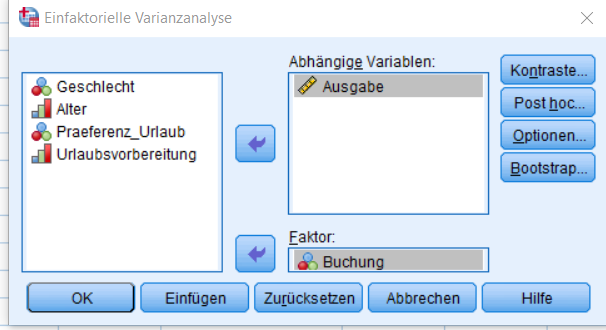 Einfaktorielle Varianzanalyse
Abhängige Variablen:
Geschlecht
Alter
Praeferenz_Urlaub
Urlaubsvorbereitung
Ausgabe
Kontraste...
Post hoc...
Optionen...
Bootstrap...
Faktor:
Buchung
OK
Einfügen
Zurücksetzen
Abbrechen
Hilfe